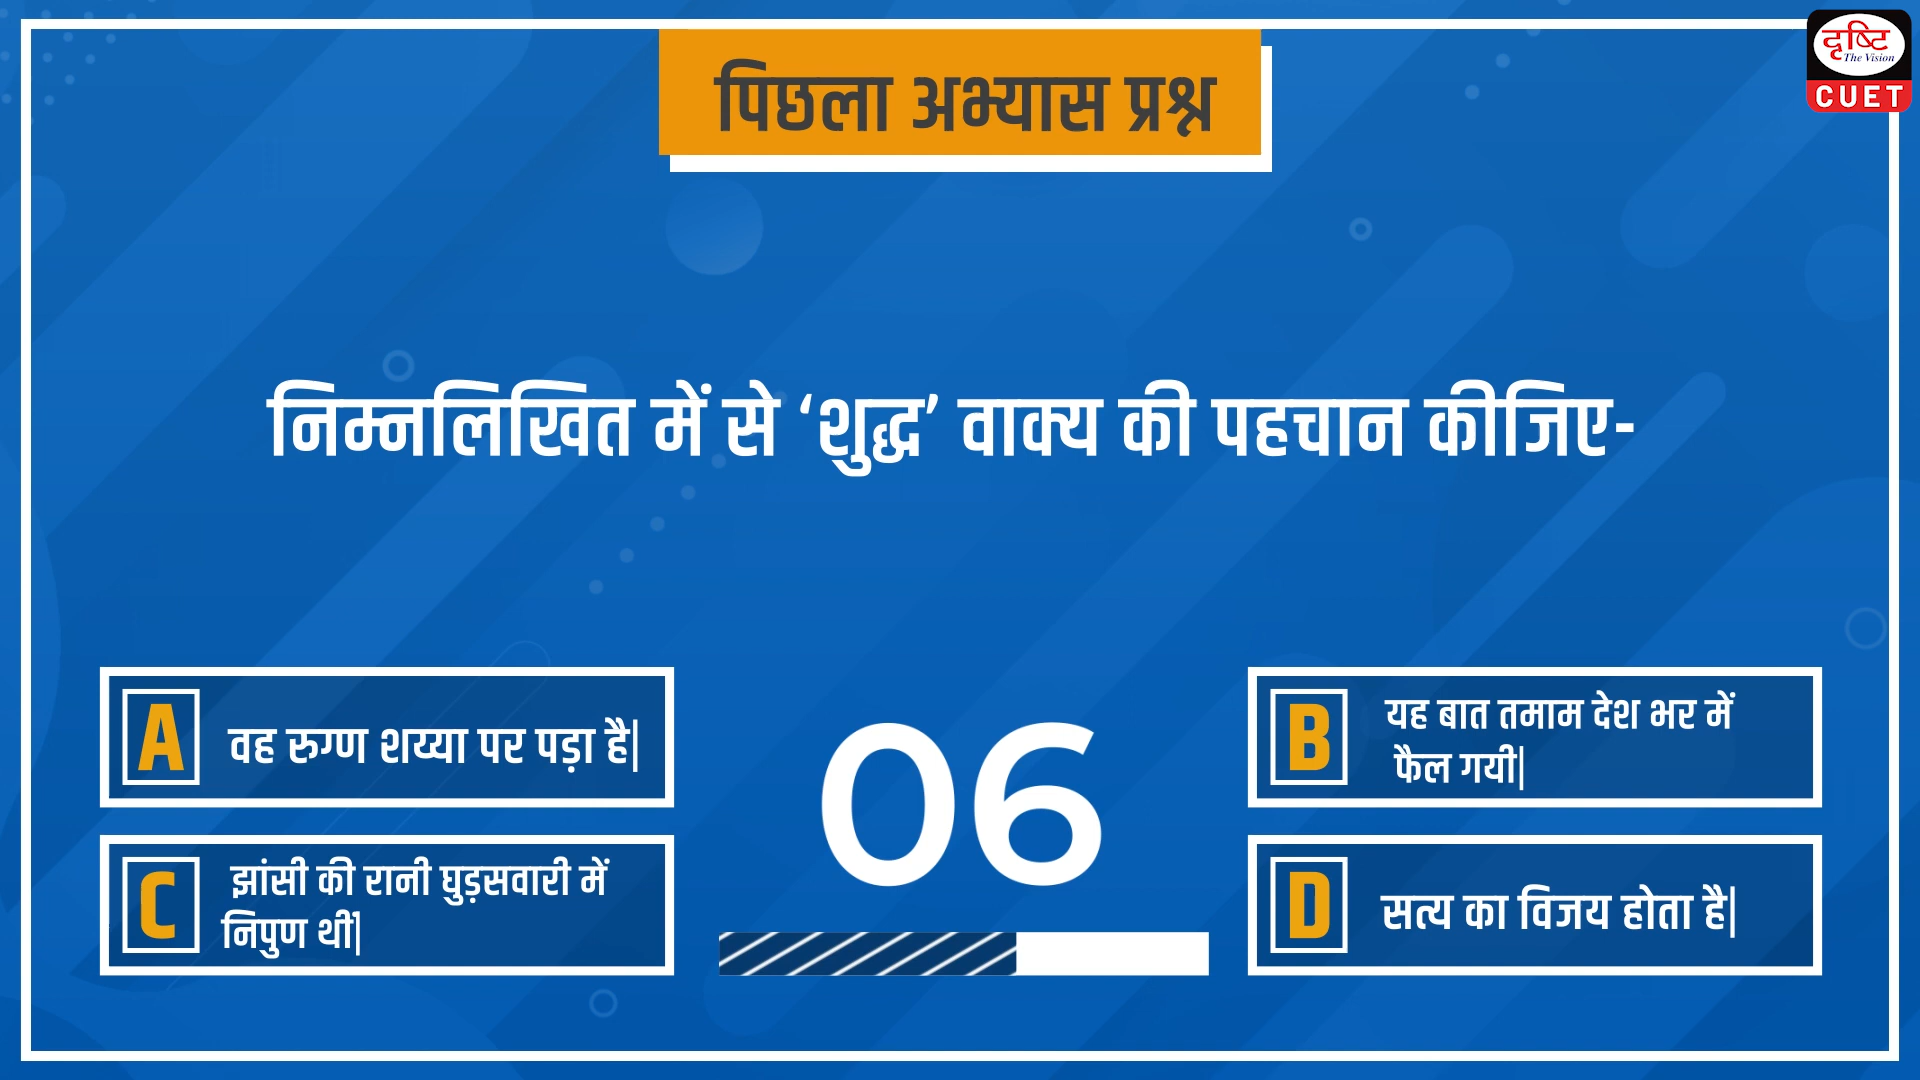 दृष्टि
The Vision
CUET
पिछला अभ्यास प्रश्न
निम्नलिखित में से ‘शुद्ध’ वाक्य की पहचान कीजिए-
A
वह रुग्ण शय्या पर पड़ा है|
B
यह बात तमाम देश भर में
फैल गयी|
06
C
झांसी की रानी घुड़सवारी में
निपुण थीं|
D
सत्य का विजय होता है|